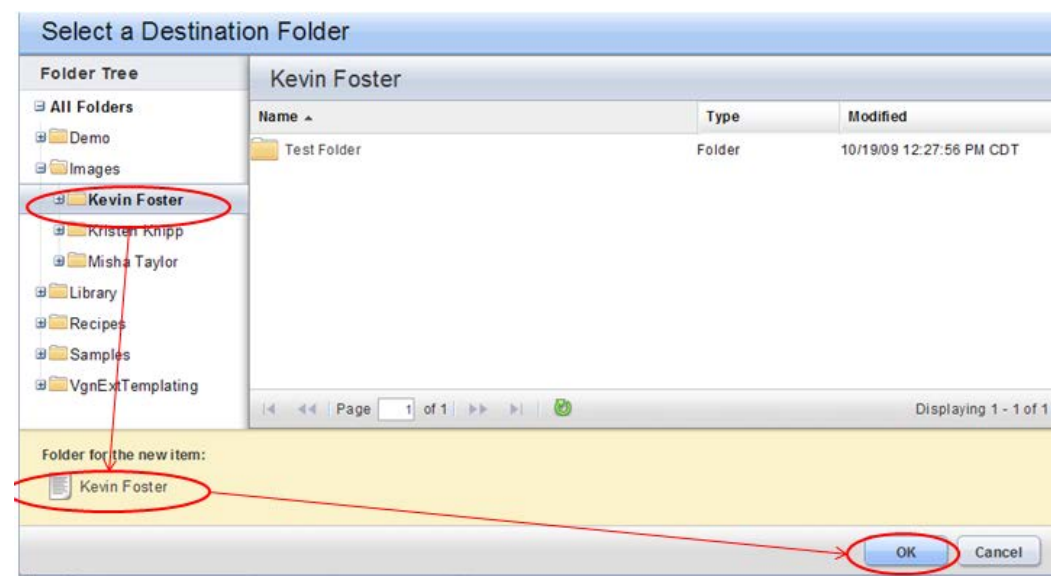 Select a Destination Folder
Folder Tree
Kevin Foster
All Folders
Name Type Modified
Demo
Test Folder Folder 10/19/09 12:27:56 PM CDT
Images
Kevin Foster
Kristen Knipp
Misha Taylor
Library
Recipes
Samples
VgnExtTemplating
Page 1 of 1 Displaying 1 - 1 of 1
Folder for the new item:
Kevin Foster
OK Cancel